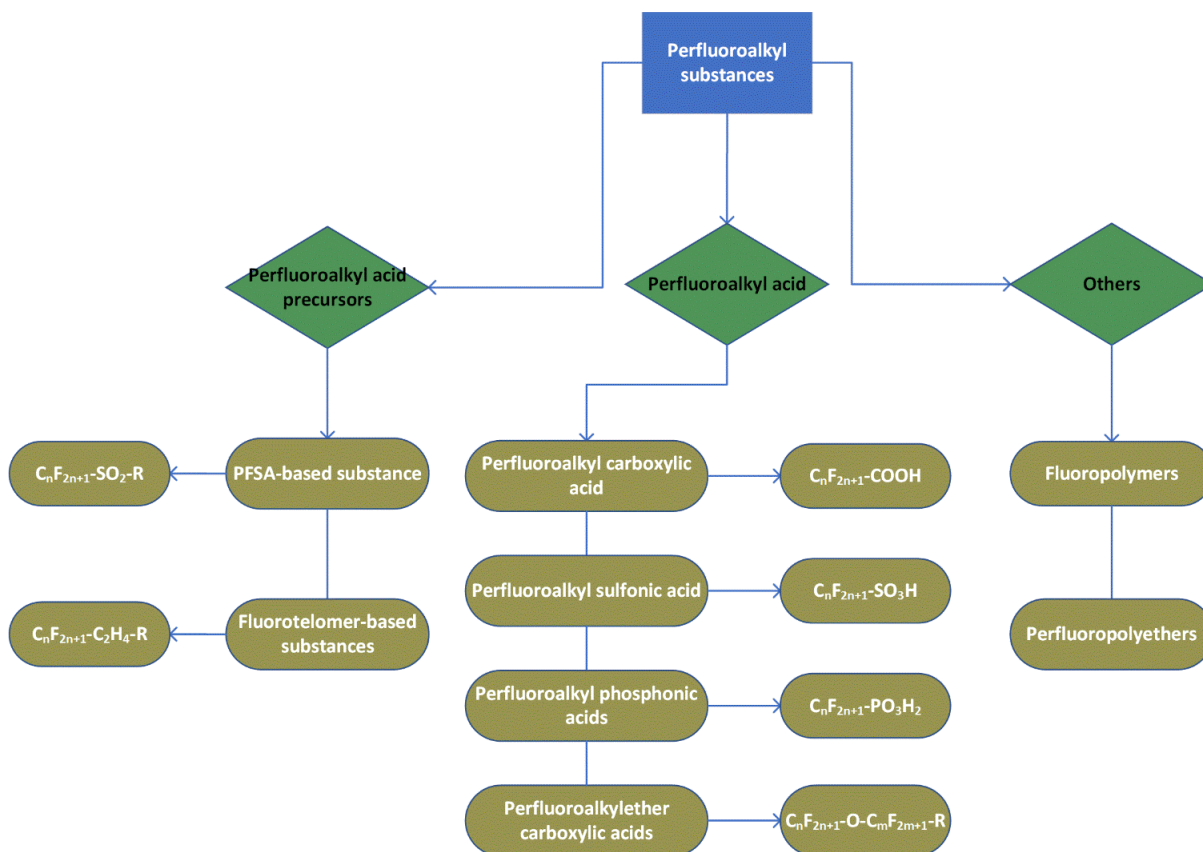 Perfluoroalkyl
substances
Perfluoroalkyl acid
precursors
Perfluoroalkyl acid
Others
CₙF₂ₙ₊₁-SO₂-R
PFSA-based substance
Perfluoroalkyl carboxylic
acid
CₙF₂ₙ₊₁-COOH
Fluoropolymers
Perfluoroalkyl sulfonic acid
CₙF₂ₙ₊₁-SO₃H
CₙF₂ₙ₊₁-C₂H₄-R
Fluorotelomer-based
substances
Perfluoropolyethers
Perfluoroalkyl phosphonic
acids
CₙF₂ₙ₊₁-PO₃H₂
Perfluoroalkylether
carboxylic acids
CₙF₂ₙ₊₁-O-CₘF₂ₘ₊₁-R